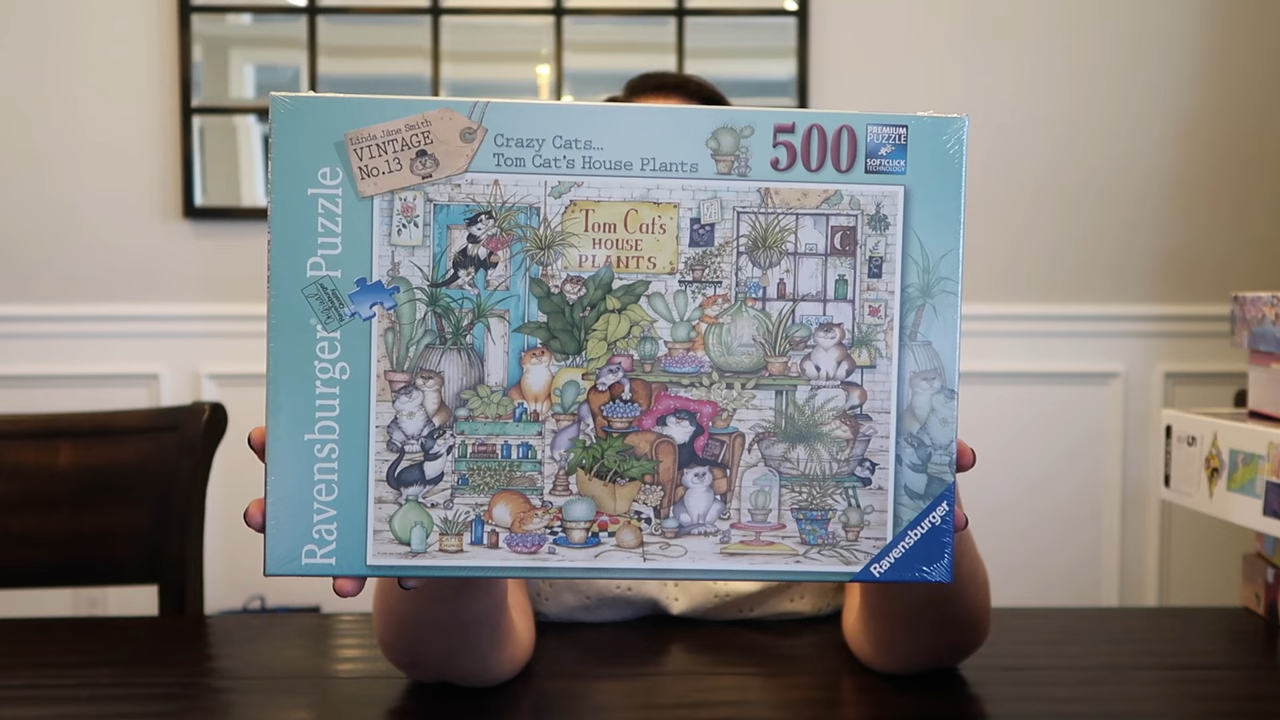 Linda Jane Smith
VINTAGE
No.13
Crazy Cats...
Tom Cat's House Plants
500
PREMIUM
PUZZLE
SOFTCLICK
TECHNOLOGY
Ravensburger Puzzle
Tom Cat's
HOUSE
PLANTS
Ravensburger
5